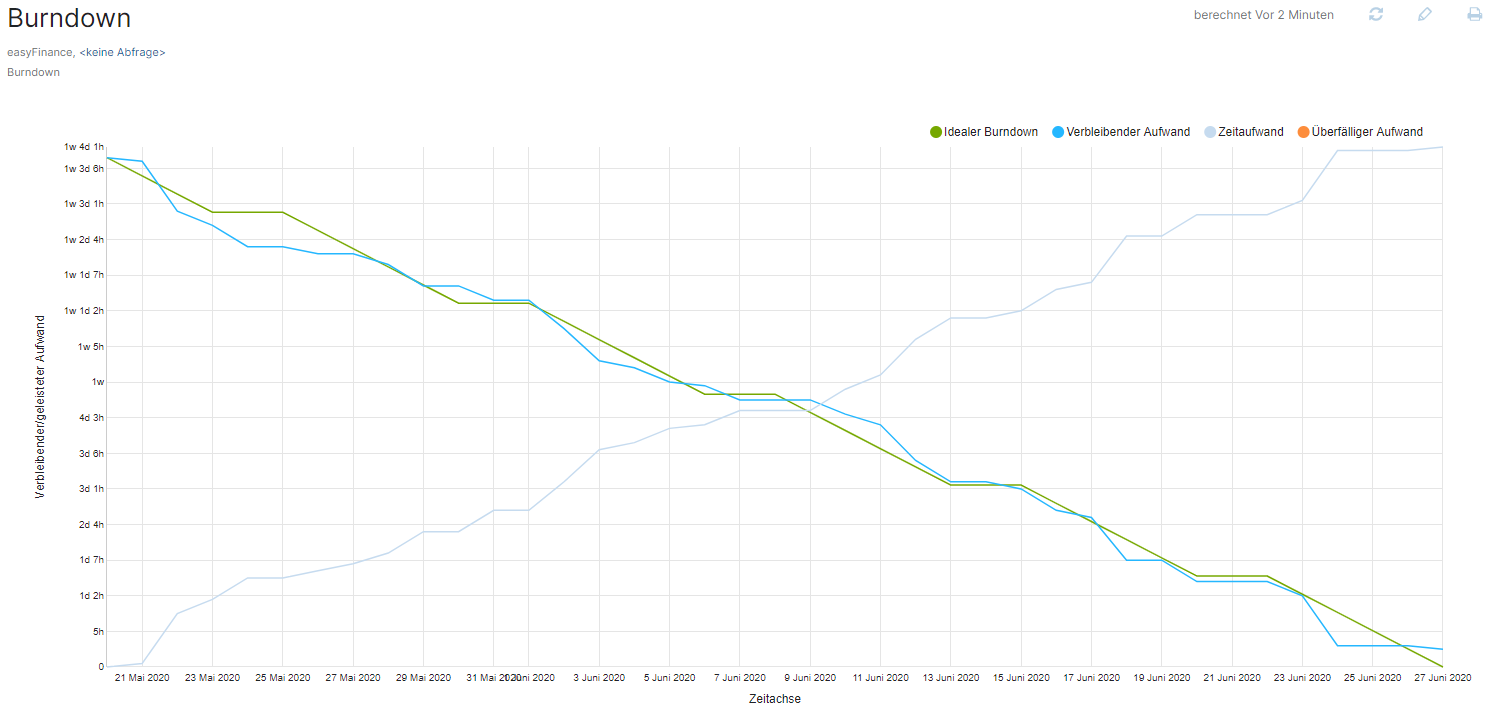 Burndown
berechnet Vor 2 Minuten
easyFinance, <keine Abfrage>
Burndown
Idealer Burndown Verbleibender Aufwand Zeitaufwand Überfälliger Aufwand
Verbleibender/geleisteter Aufwand
1w 4d 1h
1w 3d 6h
1w 3d 1h
1w 2d 4h
1w 1d 7h
1w 1d 2h
1w 5h
1w
4d 3h
3d 6h
3d 1h
2d 4h
1d 7h
1d 2h
5h
0
21 Mai 2020 23 Mai 2020 25 Mai 2020 27 Mai 2020 29 Mai 2020 31 Mai 2020 1 Juni 2020 3 Juni 2020 5 Juni 2020 7 Juni 2020 9 Juni 2020 11 Juni 2020 13 Juni 2020 15 Juni 2020 17 Juni 2020 19 Juni 2020 21 Juni 2020 23 Juni 2020 25 Juni 2020 27 Juni 2020
Zeitachse